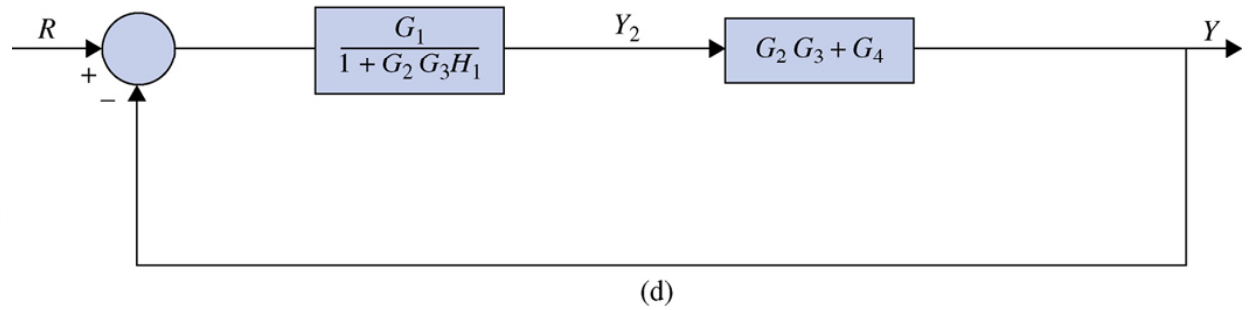 R
+
−
G₁
1 + G₂ G₃H₁
Y₂
G₂ G₃ + G₄
Y
(d)